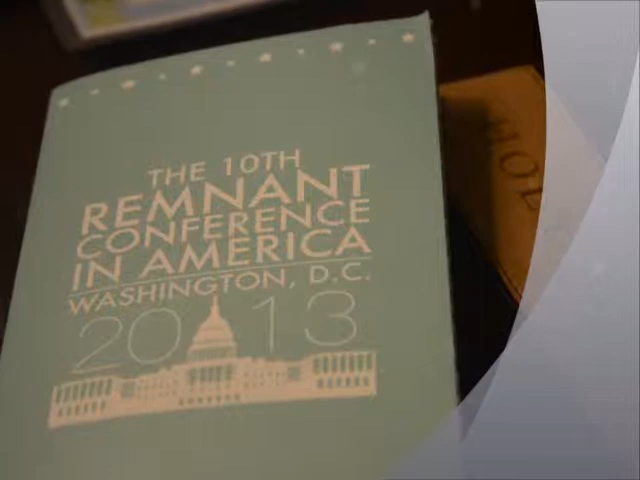 THE 10TH
REMNANT
CONFERENCE
IN AMERICA
WASHINGTON, D.C.
2013